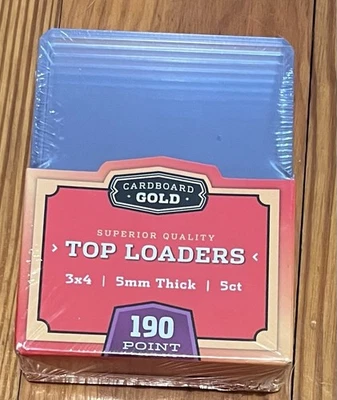 CARDBOARD
GOLD
SUPERIOR QUALITY
› TOP LOADERS ‹
3x4 | 5mm Thick | 5ct
190
POINT